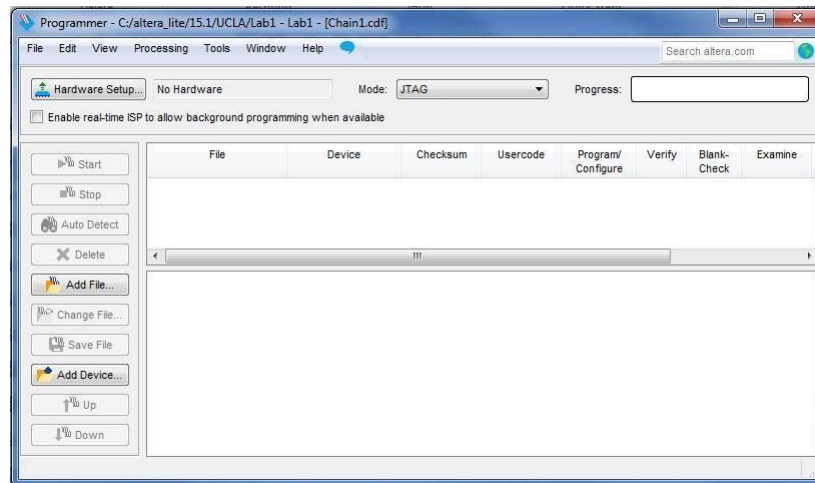 Programmer - C:/altera_lite/15.1/UCLA/Lab1 - Lab1 - [Chain1.cdf]
File Edit View Processing Tools Window Help
Search altera.com
Hardware Setup... No Hardware Mode: JTAG Progress:
Enable real-time ISP to allow background programming when available
File Device Checksum Usercode Program/ Configure Verify Blank- Check Examine
Start
Stop
Auto Detect
Delete
Add File...
Change File...
Save File
Add Device...
Up
Down